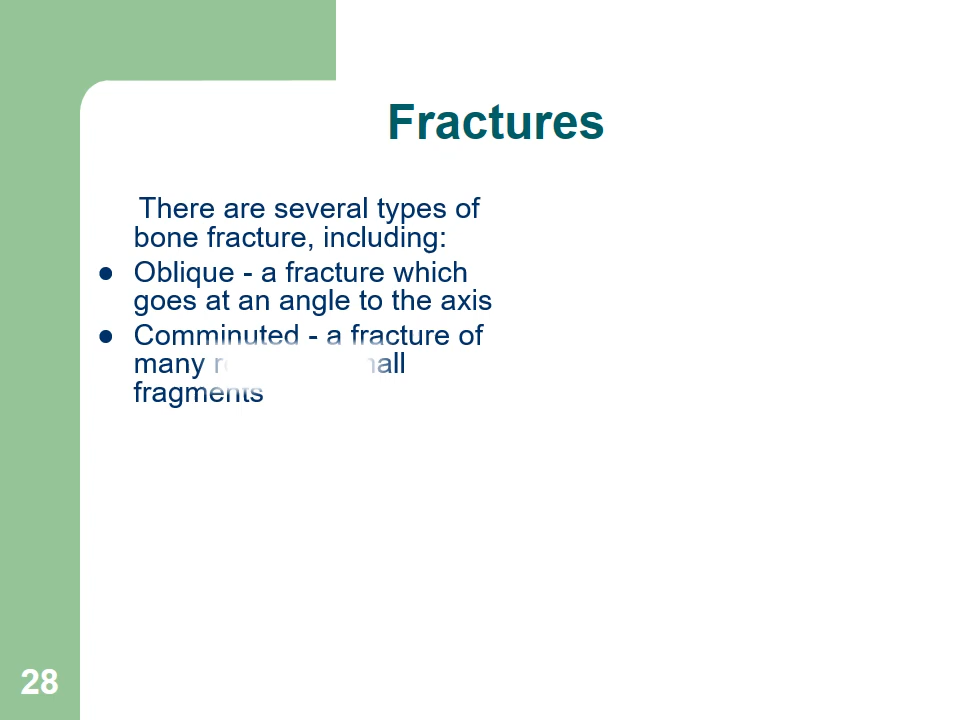 Fractures
There are several types of
bone fracture, including:
● Oblique - a fracture which
goes at an angle to the axis
● Comminuted - a fracture of
many
fragments
28